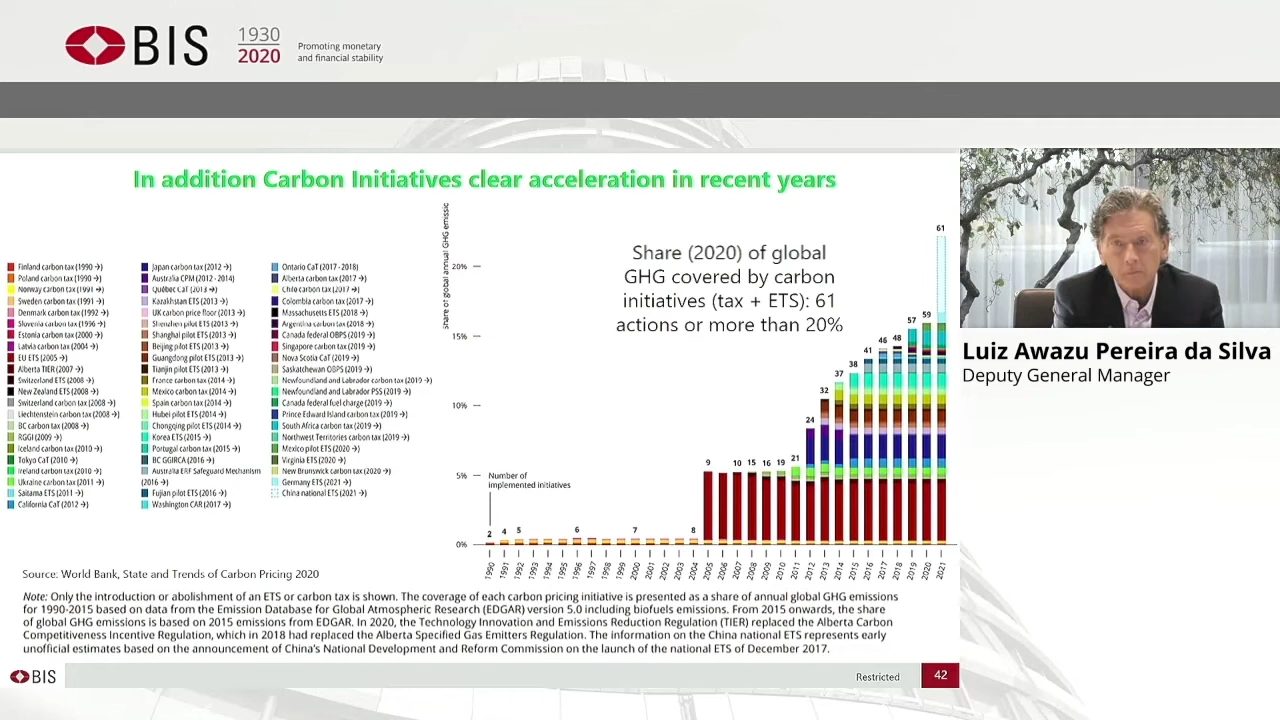 BIS
1930
2020
Promoting monetary
and financial stability
In addition Carbon Initiatives clear acceleration in recent years
Finland carbon tax (1990 →)
Poland carbon tax (1990 →)
Norway carbon tax (1991 →)
Sweden carbon tax (1991 →)
Denmark carbon tax (1992 →)
Slovenia carbon tax (1996 →)
Estonia carbon tax (2000 →)
Latvia carbon tax (2004 →)
EU ETS (2005 →)
Alberta TIER (2007 →)
Switzerland ETS (2008 →)
New Zealand ETS (2008 →)
Switzerland carbon tax (2008 →)
Liechtenstein carbon tax (2008 →)
BC carbon tax (2008 →)
RGGI (2009 →)
Iceland carbon tax (2010 →)
Tokyo CaT (2010 →)
Ireland carbon tax (2010 →)
Ukraine carbon tax (2011 →)
Saitama ETS (2011 →)
California CaT (2012 →)
Japan carbon tax (2012 →)
Australia CPM (2012 - 2014)
Québec CaT (2013 →)
Kazakhstan ETS (2013 →)
UK carbon price floor (2013 →)
Shenzhen pilot ETS (2013 →)
Shanghai pilot ETS (2013 →)
Beijing pilot ETS (2013 →)
Guangdong pilot ETS (2013 →)
Tianjin pilot ETS (2013 →)
France carbon tax (2014 →)
Mexico carbon tax (2014 →)
Spain carbon tax (2014 →)
Hubei pilot ETS (2014 →)
Chongqing pilot ETS (2014 →)
Korea ETS (2015 →)
Portugal carbon tax (2015 →)
BC GGIRCA (2016 →)
Australia ERF Safeguard Mechanism
(2016 →)
Fujian pilot ETS (2016 →)
Washington CAR (2017 →)
Ontario CaT (2017 - 2018)
Alberta carbon tax (2017 →)
Chile carbon tax (2017 →)
Colombia carbon tax (2017 →)
Massachusetts ETS (2018 →)
Argentina carbon tax (2018 →)
Canada federal OBPS (2019 →)
Singapore carbon tax (2019 →)
Nova Scotia CaT (2019 →)
Saskatchewan OBPS (2019 →)
Newfoundland and Labrador carbon tax (2019 →)
Newfoundland and Labrador PSS (2019 →)
Canada federal fuel charge (2019 →)
Prince Edward Island carbon tax (2019 →)
South Africa carbon tax (2019 →)
Northwest Territories carbon tax (2019 →)
Mexico pilot ETS (2020 →)
Virginia ETS (2020 →)
New Brunswick carbon tax (2020 →)
Germany ETS (2021 →)
China national ETS (2021 →)
Share of global annual GHG emissic
20%
15%
10%
5%
0%
Share (2020) of global
GHG covered by carbon
initiatives (tax + ETS): 61
actions or more than 20%
Number of
implemented initiatives
2 4 5 6 7 8 9 10 15 16 19 21 24 32 37 38 41 46 48 57 59 61
1990 1991 1992 1993 1994 1995 1996 1997 1998 1999 2000 2001 2002 2003 2004 2005 2006 2007 2008 2009 2010 2011 2012 2013 2014 2015 2016 2017 2018 2019 2020 2021
Source: World Bank, State and Trends of Carbon Pricing 2020
Note: Only the introduction or abolishment of an ETS or carbon tax is shown. The coverage of each carbon pricing initiative is presented as a share of annual global GHG emissions
for 1990-2015 based on data from the Emission Database for Global Atmospheric Research (EDGAR) version 5.0 including biofuels emissions. From 2015 onwards, the share
of global GHG emissions is based on 2015 emissions from EDGAR. In 2020, the Technology Innovation and Emissions Reduction Regulation (TIER) replaced the Alberta Carbon
Competitiveness Incentive Regulation, which in 2018 had replaced the Alberta Specified Gas Emitters Regulation. The information on the China national ETS represents early
unofficial estimates based on the announcement of China's National Development and Reform Commission on the launch of the national ETS of December 2017.
BIS
Restricted
42
Luiz Awazu Pereira da Silva
Deputy General Manager